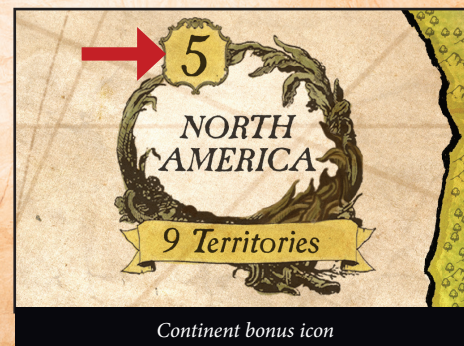 5
NORTH
AMERICA
9 Territories
Continent bonus icon